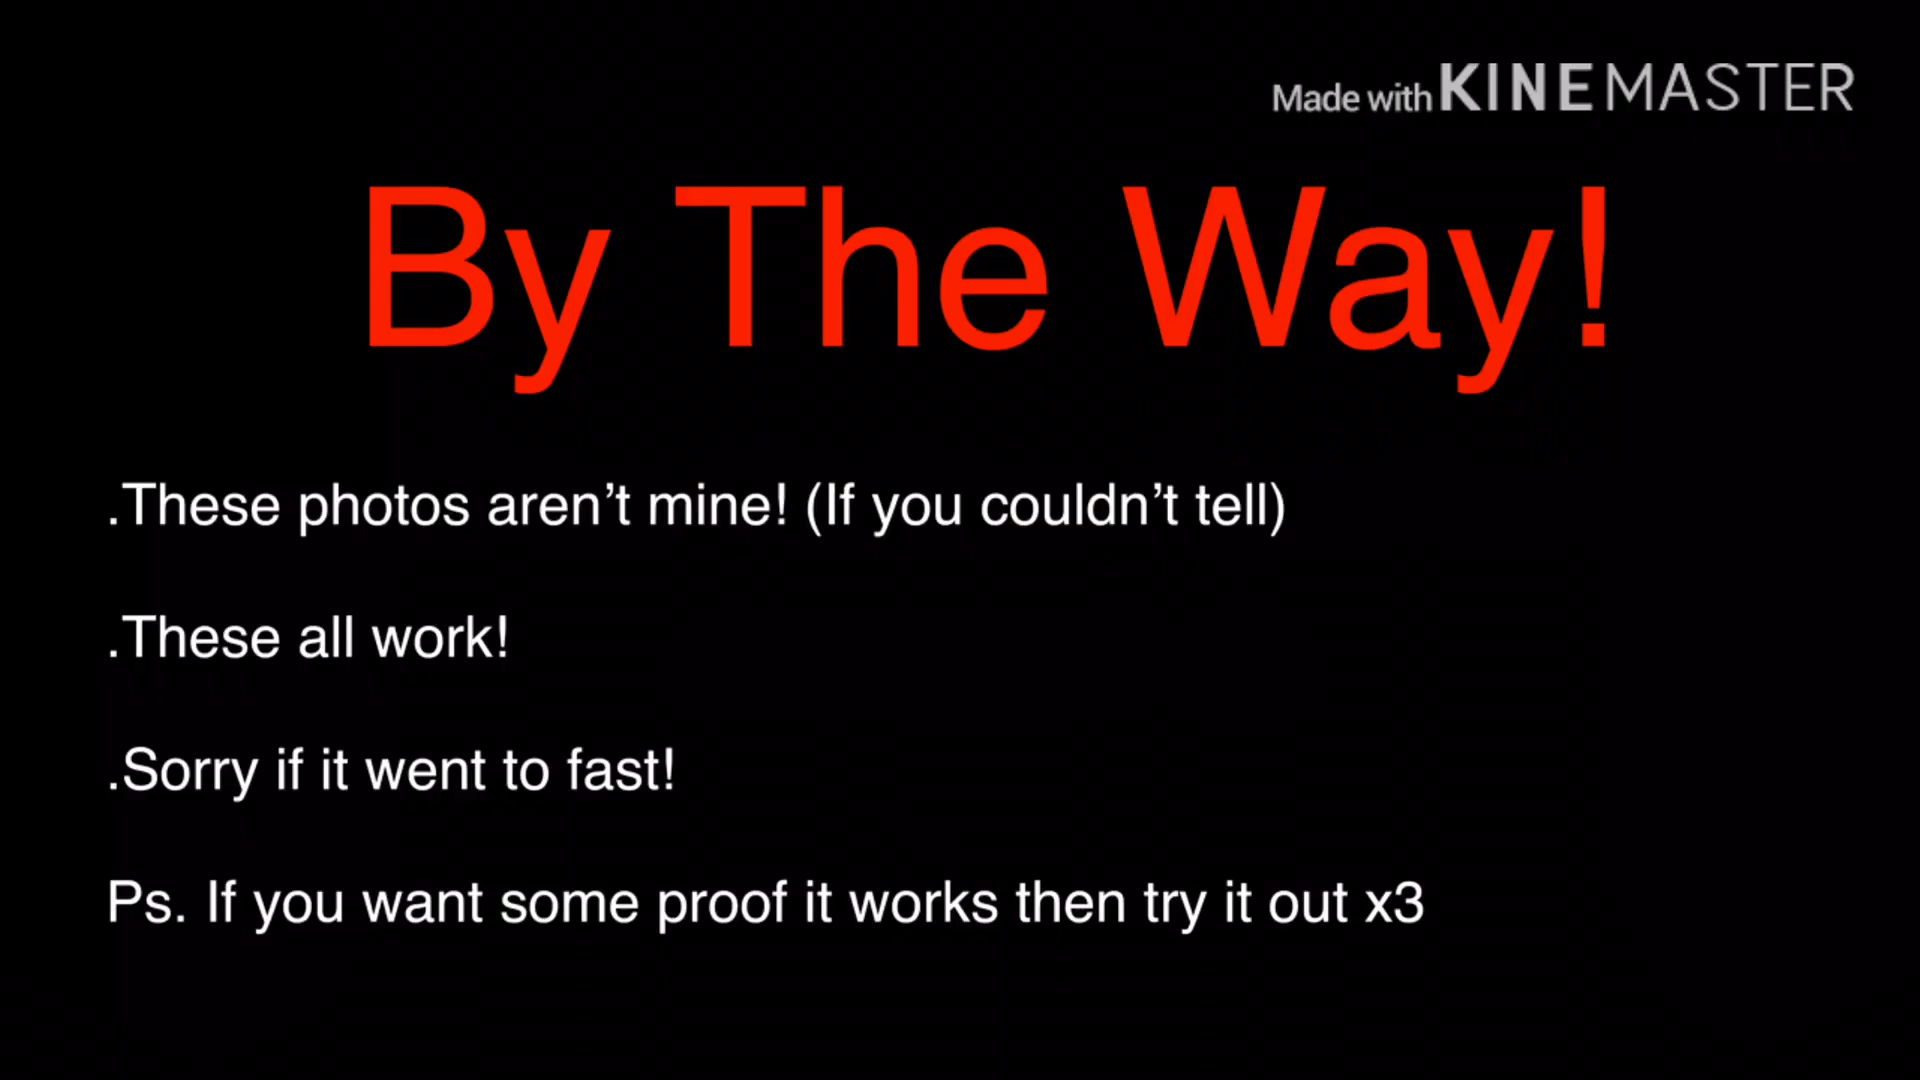 Made with KINEMASTER
By The Way!
.These photos aren’t mine! (If you couldn’t tell)
.These all work!
.Sorry if it went to fast!
Ps. If you want some proof it works then try it out x3